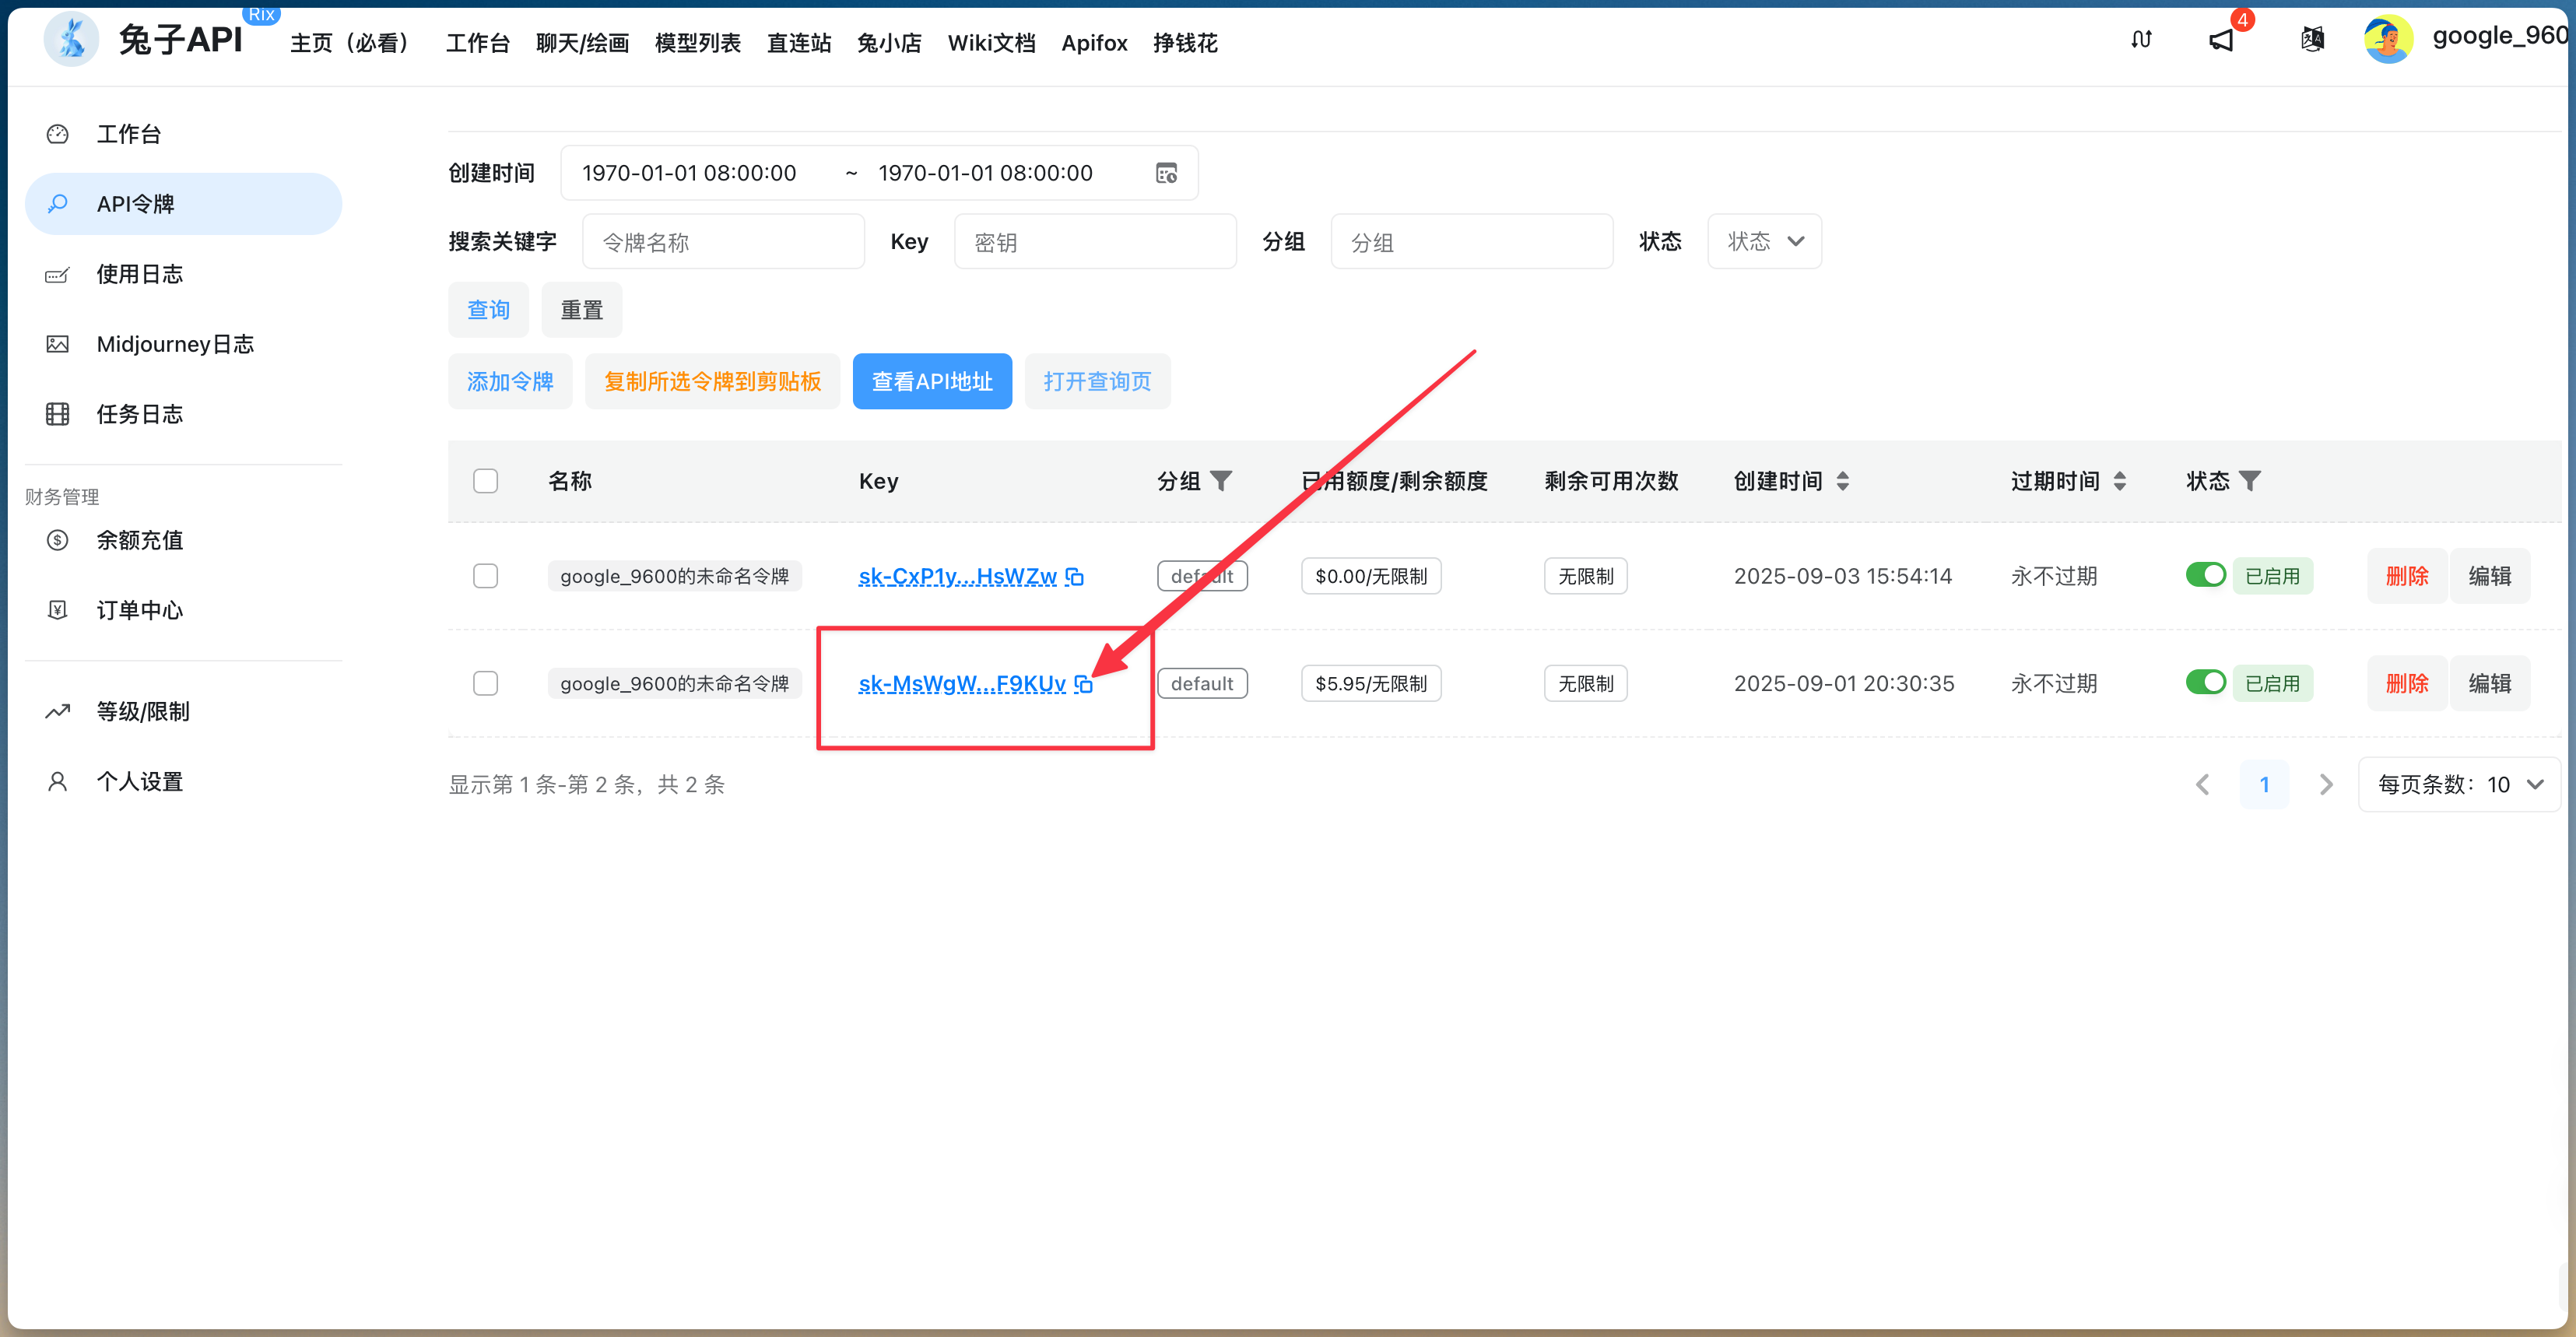 兔子API Rix 主页（必看） 工作台 聊天/绘画 模型列表 直连站 兔小店 Wiki文档 Apifox 挣钱花 4 google_960
工作台
API令牌
使用日志
Midjourney日志
任务日志
财务管理
余额充值
订单中心
等级/限制
个人设置
创建时间 1970-01-01 08:00:00 ~ 1970-01-01 08:00:00
搜索关键字 令牌名称 Key 密钥 分组 分组 状态 状态
查询 重置
添加令牌 复制所选令牌到剪贴板 查看API地址 打开查询页
名称 Key 分组 已用额度/剩余额度 剩余可用次数 创建时间 过期时间 状态
google_9600的未命名令牌 sk-CxP1y...HsWZw default $0.00/无限制 无限制 2025-09-03 15:54:14 永不过期 已启用 删除 编辑
google_9600的未命名令牌 sk-MsWgW...F9KUv default $5.95/无限制 无限制 2025-09-01 20:30:35 永不过期 已启用 删除 编辑
显示第 1 条-第 2 条，共 2 条 1 每页条数：10